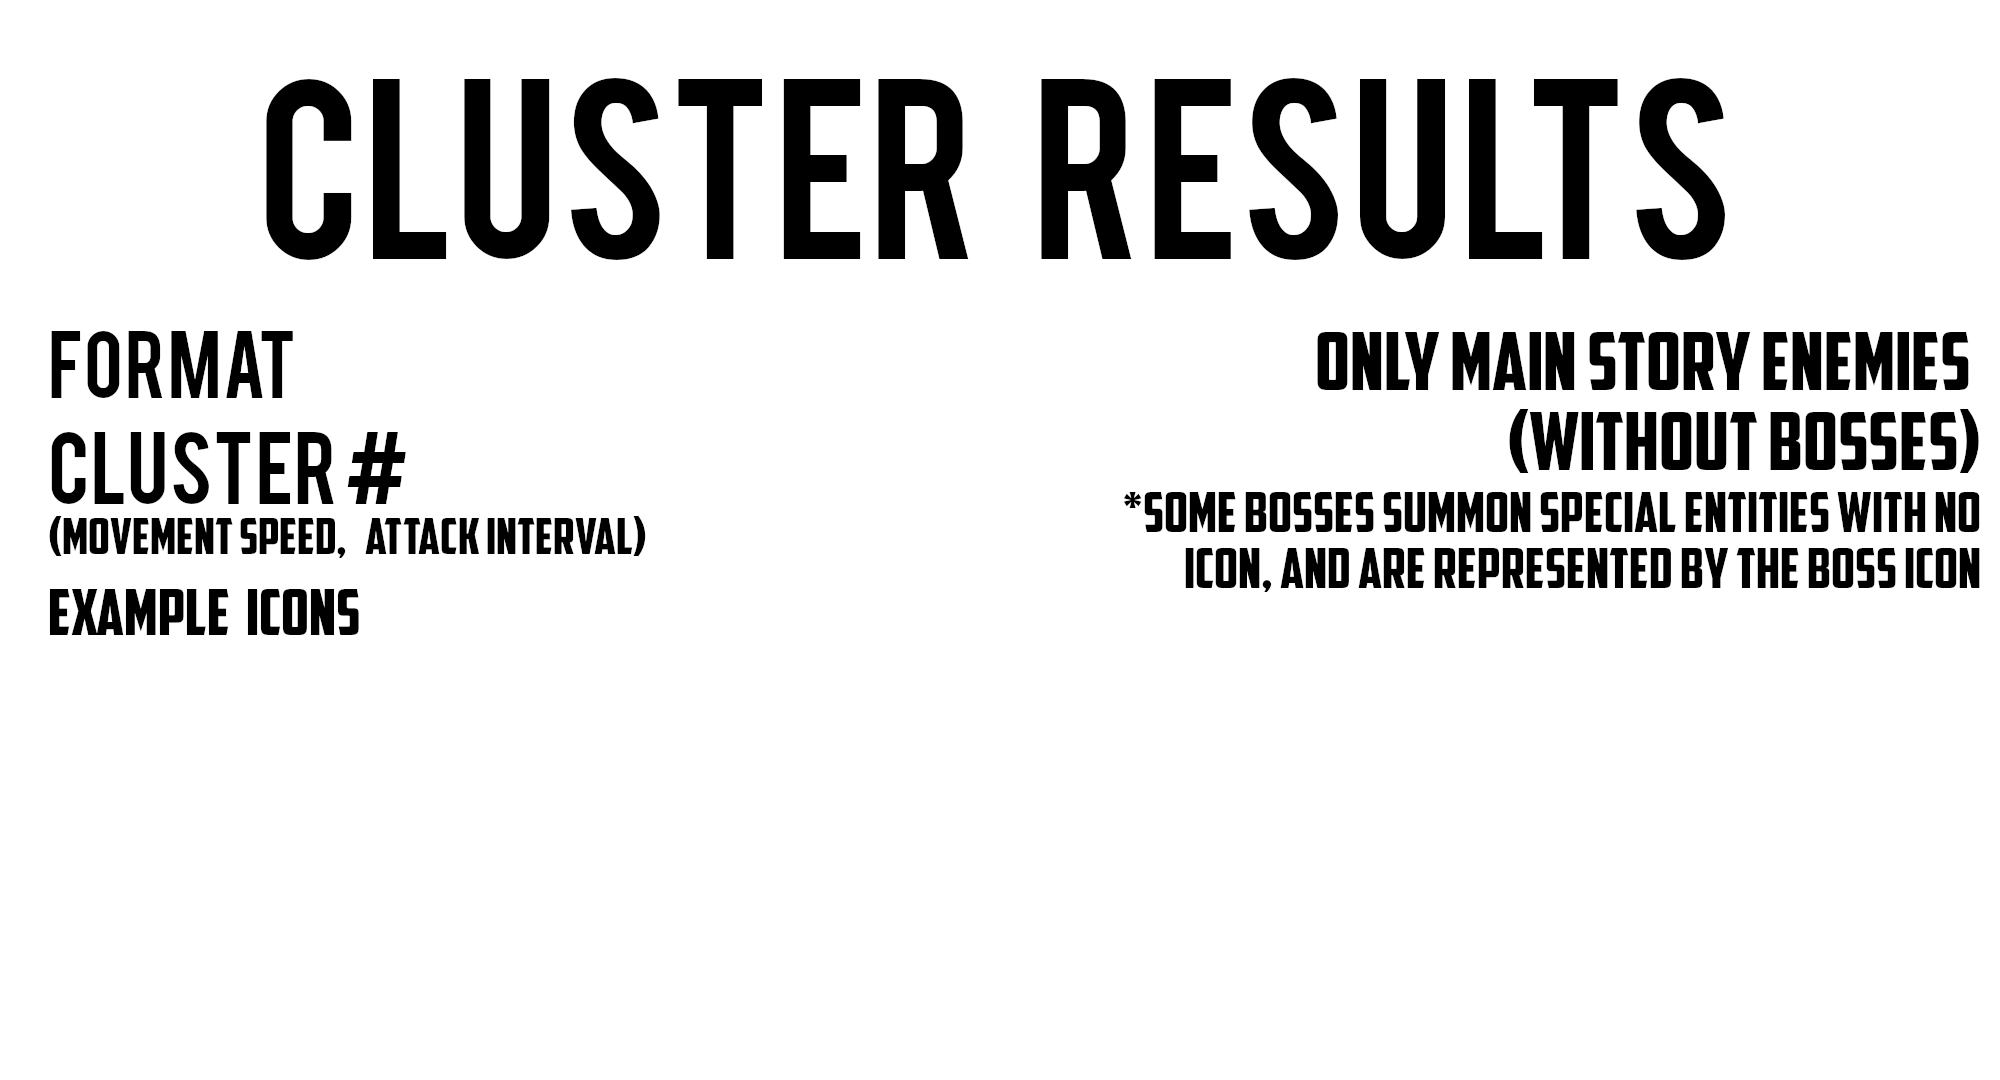 CLUSTER RESULTS
FORMAT
CLUSTER #
(MOVEMENT SPEED, ATTACK INTERVAL)
EXAMPLE ICONS
ONLY MAIN STORY ENEMIES
(WITHOUT BOSSES)
*SOME BOSSES SUMMON SPECIAL ENTITIES WITH NO
ICON, AND ARE REPRESENTED BY THE BOSS ICON